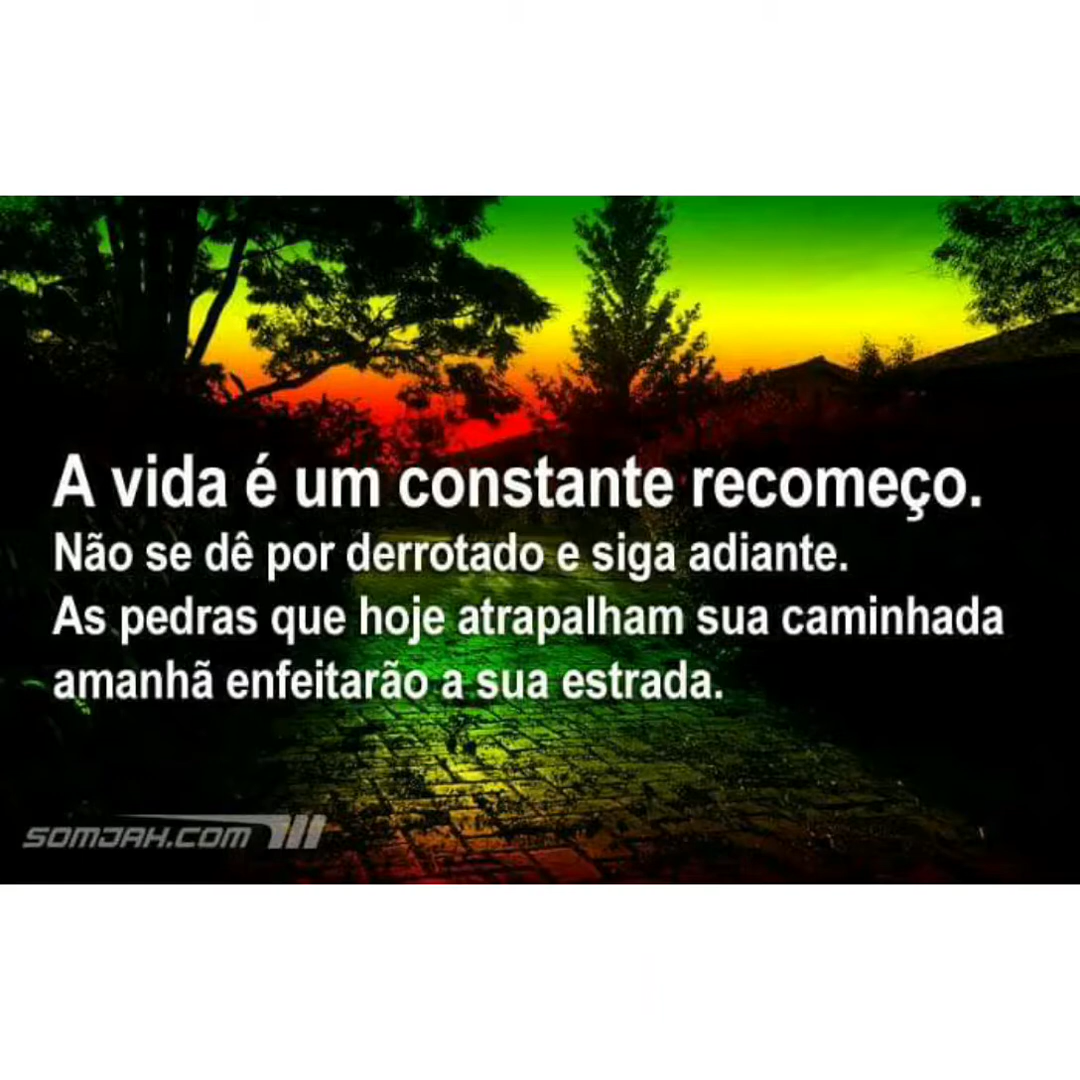 A vida é um constante recomeço.
Não se dê por derrotado e siga adiante.
As pedras que hoje atrapalham sua caminhada
amanhã enfeitarão a sua estrada.
SOMJAH.COM